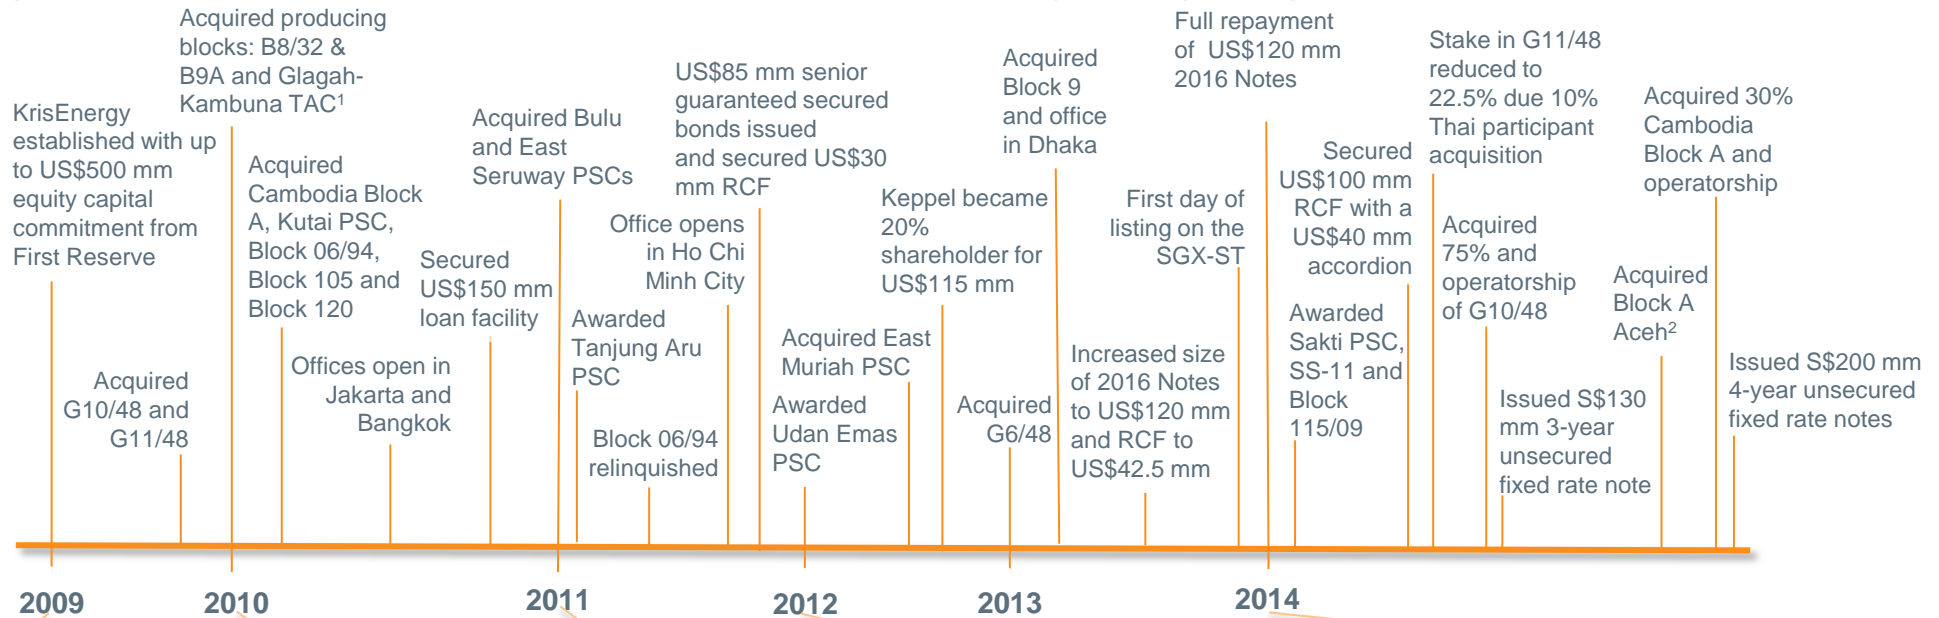 KrisEnergy
established with up
to US$500 mm
equity capital
commitment from
First Reserve
Acquired
G10/48 and
G11/48
Acquired producing
blocks: B8/32 &
B9A and Glagah-
Kambuna TAC¹
Acquired
Cambodia Block
A, Kutai PSC,
Block 06/94,
Block 105 and
Block 120
Offices open in
Jakarta and
Bangkok
Secured
US$150 mm
loan facility
Acquired Bulu
and East
Seruway PSCs
Awarded
Tanjung Aru
PSC
Block 06/94
relinquished
Office opens
in Ho Chi
Minh City
US$85 mm senior
guaranteed secured
bonds issued
and secured US$30
mm RCF
Awarded
Udan Emas
PSC
Acquired East
Muriah PSC
Keppel became
20%
shareholder for
US$115 mm
Acquired
G6/48
Acquired
Block 9
and office
in Dhaka
Increased size
of 2016 Notes
to US$120 mm
and RCF to
US$42.5 mm
First day of
listing on the
SGX-ST
Full repayment
of US$120 mm
2016 Notes
Awarded
Sakti PSC,
SS-11 and
Block
115/09
Secured
US$100 mm
RCF with a
US$40 mm
accordion
Stake in G11/48
reduced to
22.5% due 10%
Thai participant
acquisition
Acquired
75% and
operatorship
of G10/48
Issued S$130
mm 3-year
unsecured
fixed rate note
Acquired
Block A
Aceh²
Acquired 30%
Cambodia
Block A and
operatorship
Issued S$200 mm
4-year unsecured
fixed rate notes
2009
2010
2011
2012
2013
2014